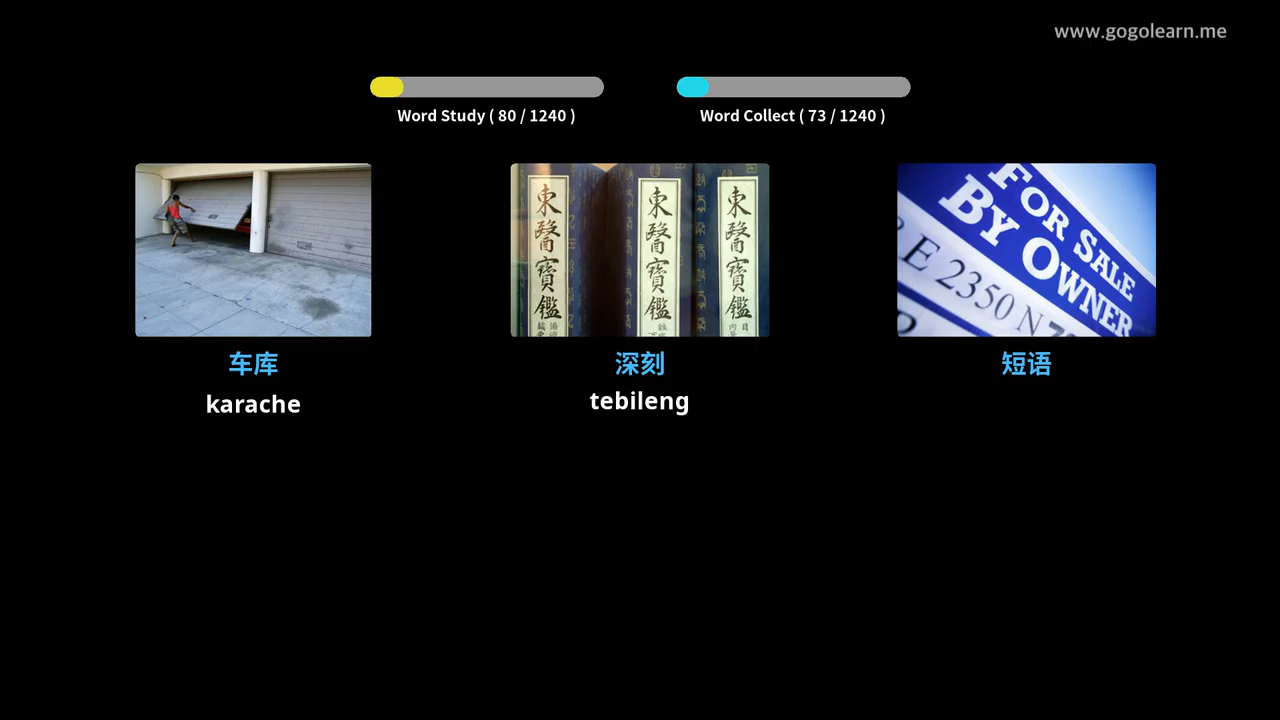 www.gogolearn.me
Word Study ( 80 / 1240 )
Word Collect ( 73 / 1240 )
東醫寶鑑
東醫寶鑑
東醫寶鑑
FOR SALE
BY OWNER
E 2350 N
车库
深刻
短语
karache
tebileng